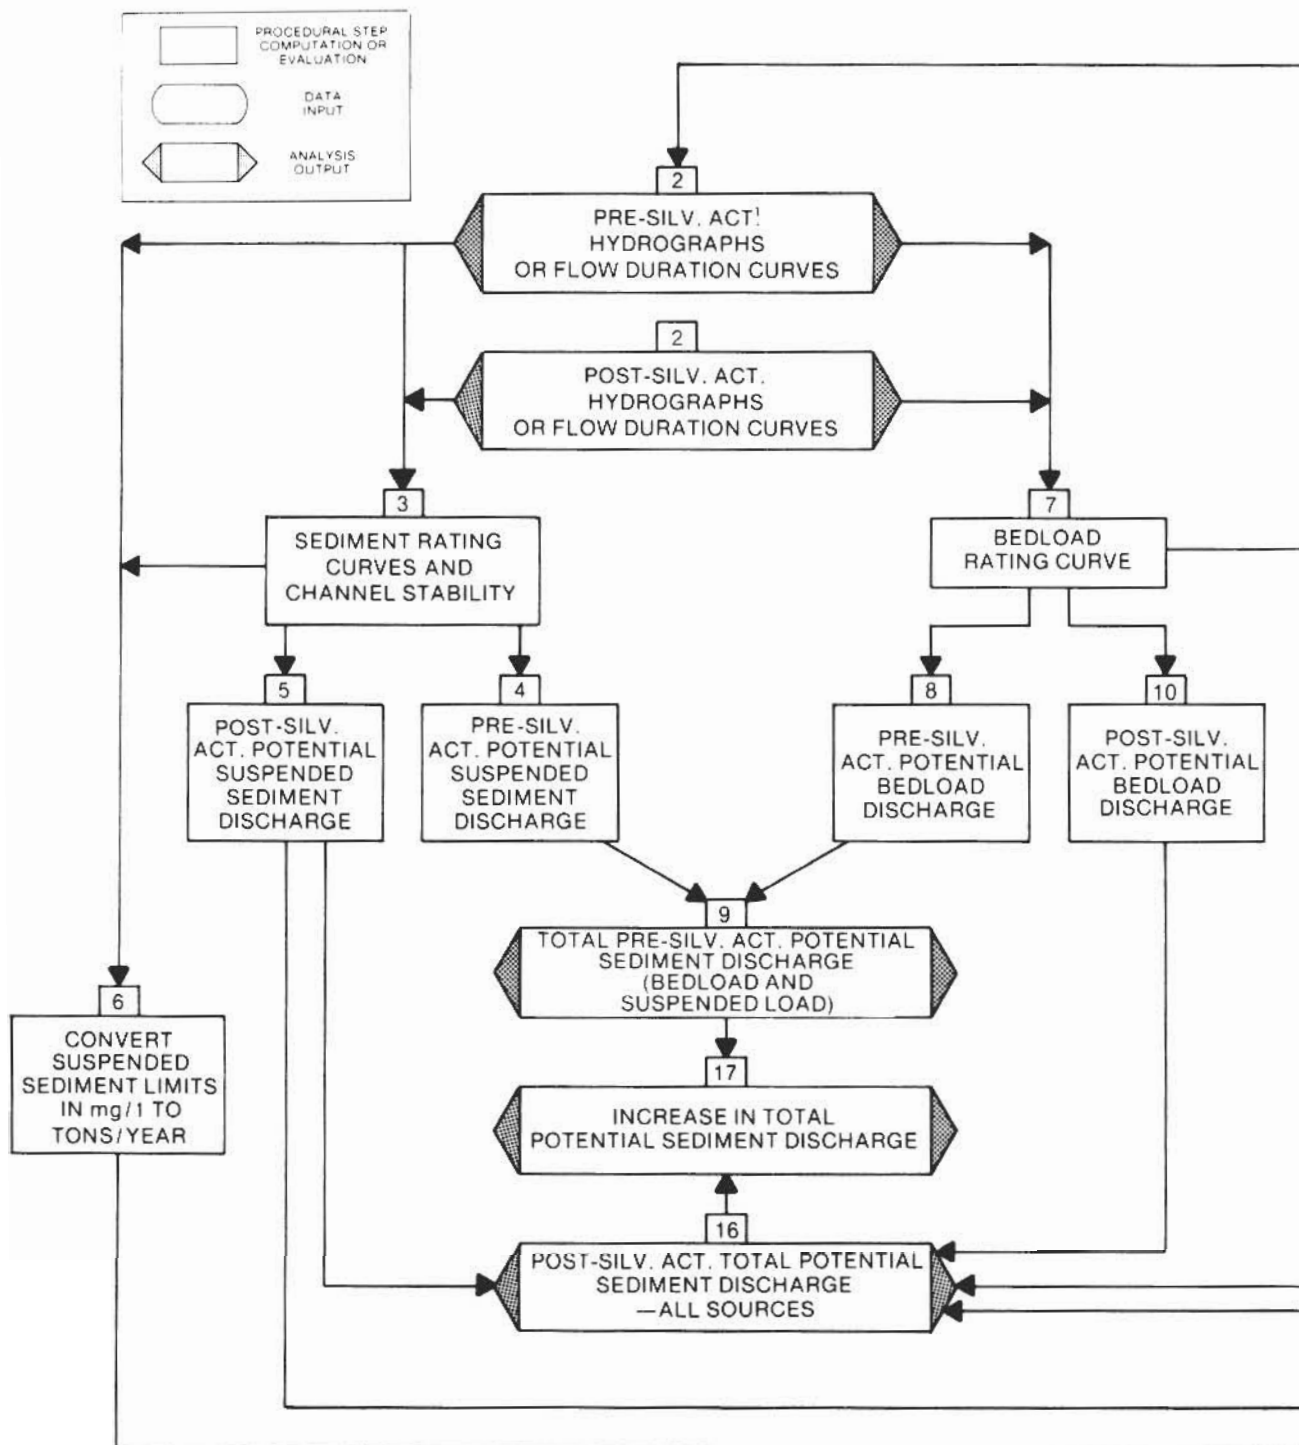 PROCEDURAL STEP
COMPUTATION OR
EVALUATION
DATA
INPUT
ANALYSIS
OUTPUT
2
PRE-SILV. ACT!
HYDROGRAPHS
OR FLOW DURATION CURVES
2
POST-SILV. ACT.
HYDROGRAPHS
OR FLOW DURATION CURVES
3
SEDIMENT RATING
CURVES AND
CHANNEL STABILITY
7
BEDLOAD
RATING CURVE
5
POST-SILV.
ACT. POTENTIAL
SUSPENDED
SEDIMENT
DISCHARGE
4
PRE-SILV.
ACT. POTENTIAL
SUSPENDED
SEDIMENT
DISCHARGE
8
PRE-SILV.
ACT. POTENTIAL
BEDLOAD
DISCHARGE
10
POST-SILV.
ACT. POTENTIAL
BEDLOAD
DISCHARGE
9
TOTAL PRE-SILV. ACT. POTENTIAL
SEDIMENT DISCHARGE
(BEDLOAD AND
SUSPENDED LOAD)
6
CONVERT
SUSPENDED
SEDIMENT LIMITS
IN mg/1 TO
TONS/YEAR
17
INCREASE IN TOTAL
POTENTIAL SEDIMENT DISCHARGE
16
POST-SILV. ACT. TOTAL POTENTIAL
SEDIMENT DISCHARGE
—ALL SOURCES